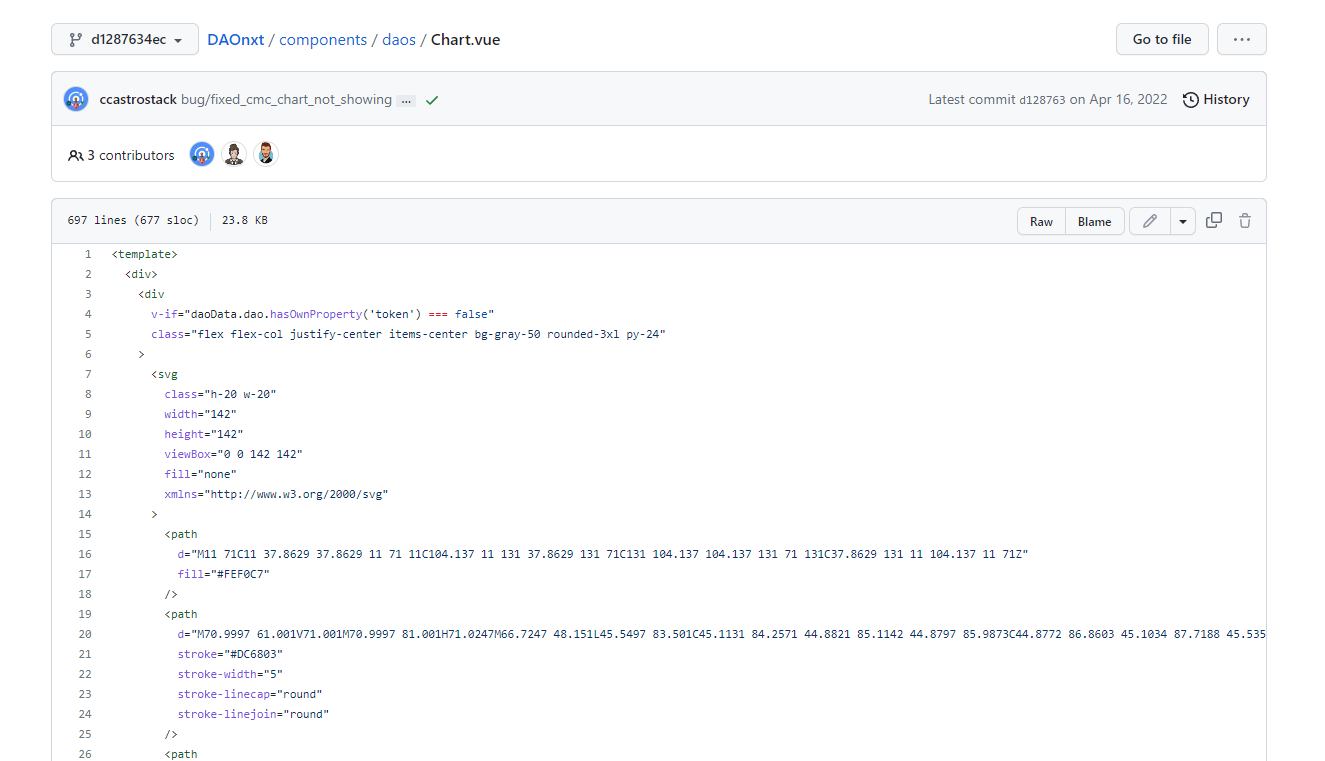 d1287634ec DAOnxt / components / daos / Chart.vue Go to file ...
ccastrostack bug/fixed_cmc_chart_not_showing ... Latest commit d128763 on Apr 16, 2022 History
3 contributors
697 lines (677 sloc) 23.8 KB Raw Blame
1 <template>
2 <div>
3 <div
4 v-if="daoData.dao.hasOwnProperty('token') === false"
5 class="flex flex-col justify-center items-center bg-gray-50 rounded-3xl py-24"
6 >
7 <svg
8 class="h-20 w-20"
9 width="142"
10 height="142"
11 viewBox="0 0 142 142"
12 fill="none"
13 xmlns="http://www.w3.org/2000/svg"
14 >
15 <path
16 d="M11 71C11 37.8629 37.8629 11 71 11C104.137 11 131 37.8629 131 71C131 104.137 104.137 131 71 131C37.8629 131 11 104.137 11 71Z"
17 fill="#FEF0C7"
18 />
19 <path
20 d="M70.9997 61.001V71.001M70.9997 81.001H71.0247M66.7247 48.151L45.5497 83.501C45.1131 84.2571 44.8821 85.1142 44.8797 85.9873C44.8772 86.8603 45.1034 87.7188 45.535
21 stroke="#DC6803"
22 stroke-width="5"
23 stroke-linecap="round"
24 stroke-linejoin="round"
25 />
26 <path